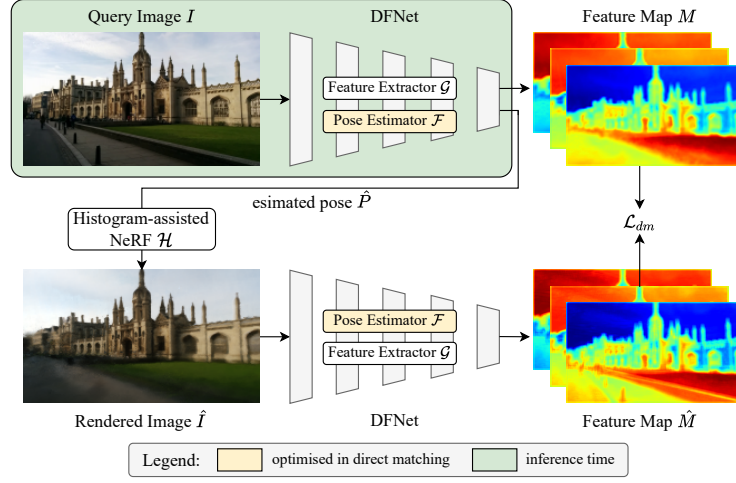 Query Image I
DFNet
Feature Map M
Feature Extractor 𝒢
Pose Estimator ℱ
esimated pose P̂
Histogram-assisted
NeRF ℋ
ℒ_dm
Pose Estimator ℱ
Feature Extractor 𝒢
Rendered Image Î
DFNet
Feature Map M̂
Legend:
optimised in direct matching
inference time